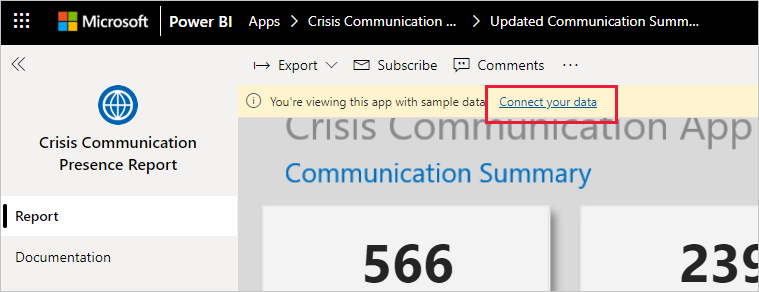 Microsoft Power BI Apps > Crisis Communication ... > Updated Communication Summ...
Export Subscribe Comments ...
You're viewing this app with sample data Connect your data
Crisis Communication
Presence Report
Report
Documentation
Crisis Communication App
Communication Summary
566
239